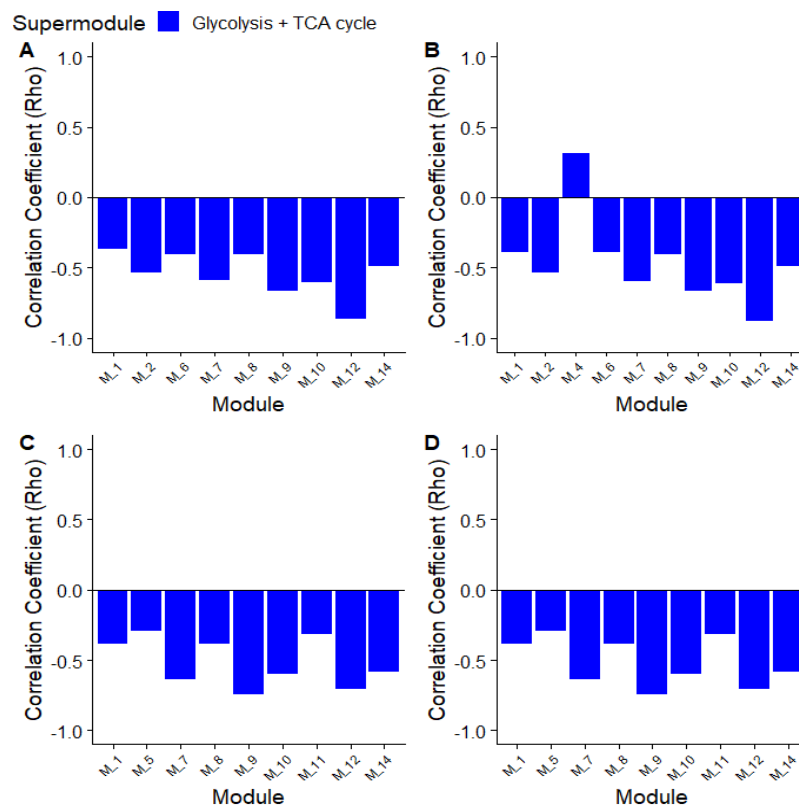 Supermodule Glycolysis + TCA cycle
A
Correlation Coefficient (Rho)
1.0
0.5
0.0
-0.5
-1.0
M_1 M_2 M_6 M_7 M_8 M_9 M_10 M_12 M_14
Module
B
Correlation Coefficient (Rho)
1.0
0.5
0.0
-0.5
-1.0
M_1 M_2 M_4 M_6 M_7 M_8 M_9 M_10 M_12 M_14
Module
C
Correlation Coefficient (Rho)
1.0
0.5
0.0
-0.5
-1.0
M_1 M_5 M_7 M_8 M_9 M_10 M_11 M_12 M_14
Module
D
Correlation Coefficient (Rho)
1.0
0.5
0.0
-0.5
-1.0
M_1 M_5 M_7 M_8 M_9 M_10 M_11 M_12 M_14
Module